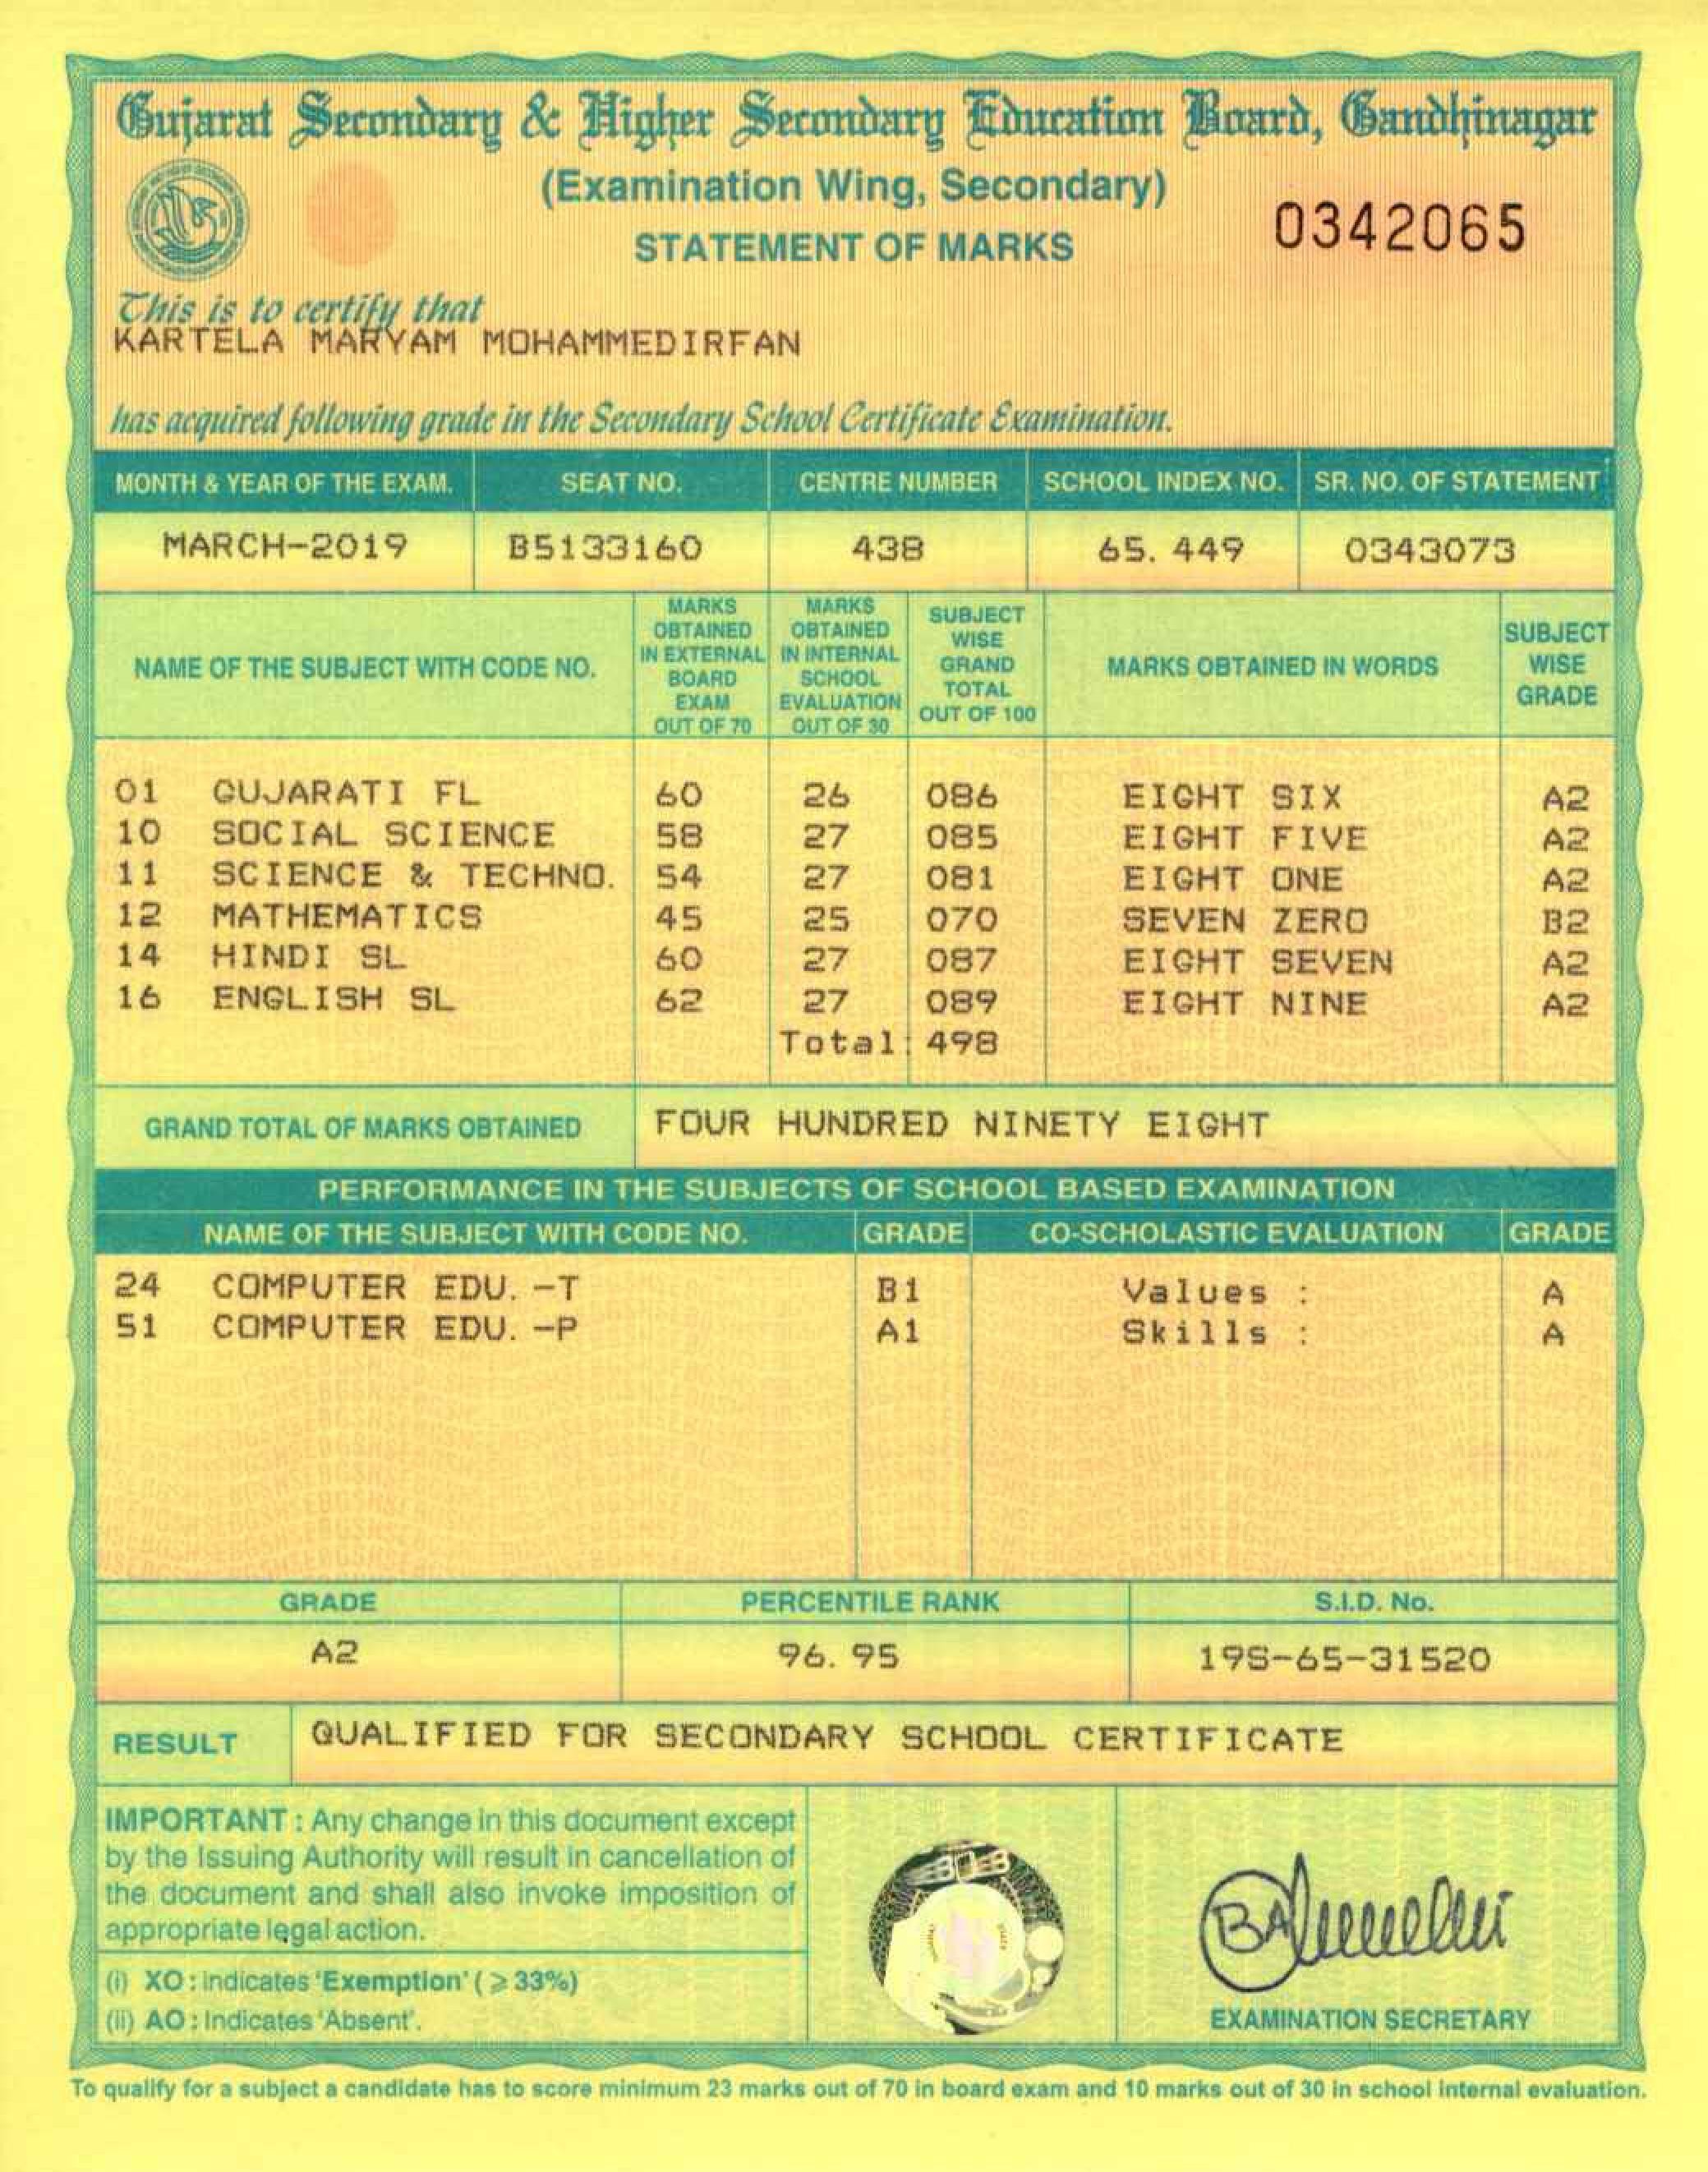 Gujarat Secondary & Higher Secondary Education Board, Gandhinagar
(Examination Wing, Secondary)
0342065
STATEMENT OF MARKS
This is to certify that
KARTELA MARYAM MOHAMMEDIRFAN
has acquired following grade in the Secondary School Certificate Examination.
MONTH & YEAR OF THE EXAM. SEAT NO. CENTRE NUMBER SCHOOL INDEX NO. SR. NO. OF STATEMENT
MARCH-2019 B5133160 438 65.449 0343073
NAME OF THE SUBJECT WITH CODE NO.
MARKS
OBTAINED
IN EXTERNAL
BOARD
EXAM
OUT OF 70
MARKS
OBTAINED
IN INTERNAL
SCHOOL
EVALUATION
OUT OF 30
SUBJECT
WISE
GRAND
TOTAL
OUT OF 100
MARKS OBTAINED IN WORDS
SUBJECT
WISE
GRADE
01 GUJARATI FL 60 26 086 EIGHT SIX A2
10 SOCIAL SCIENCE 58 27 085 EIGHT FIVE A2
11 SCIENCE & TECHNO. 54 27 081 EIGHT ONE A2
12 MATHEMATICS 45 25 070 SEVEN ZERO B2
14 HINDI SL 60 27 087 EIGHT SEVEN A2
16 ENGLISH SL 62 27 089 EIGHT NINE A2
Total: 498
GRAND TOTAL OF MARKS OBTAINED FOUR HUNDRED NINETY EIGHT
PERFORMANCE IN THE SUBJECTS OF SCHOOL BASED EXAMINATION
NAME OF THE SUBJECT WITH CODE NO. GRADE CO-SCHOLASTIC EVALUATION GRADE
24 COMPUTER EDU. -T B1 Values : A
51 COMPUTER EDU. -P A1 Skills : A
GRADE PERCENTILE RANK S.I.D. No.
A2 96.95 19S-65-31520
RESULT QUALIFIED FOR SECONDARY SCHOOL CERTIFICATE
IMPORTANT : Any change in this document except
by the Issuing Authority will result in cancellation of
the document and shall also invoke imposition of
appropriate legal action.
(i) XO : indicates 'Exemption' ( ⩾ 33%)
(ii) AO : Indicates 'Absent'.
EXAMINATION SECRETARY
To qualify for a subject a candidate has to score minimum 23 marks out of 70 in board exam and 10 marks out of 30 in school internal evaluation.